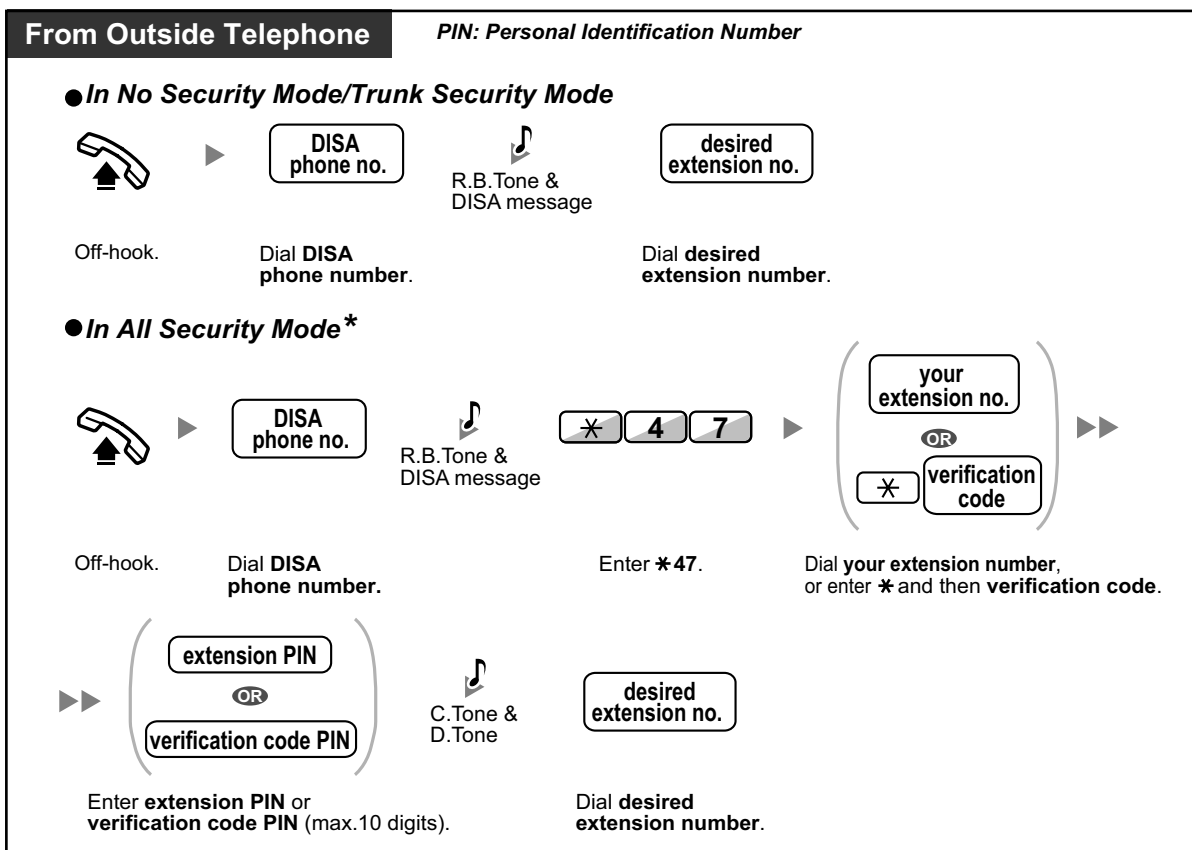 From Outside Telephone
PIN: Personal Identification Number
●In No Security Mode/Trunk Security Mode
DISA
phone no.
R.B.Tone &
DISA message
desired
extension no.
Off-hook.
Dial DISA
phone number.
Dial desired
extension number.
●In All Security Mode*
DISA
phone no.
R.B.Tone &
DISA message
* 4 7
your
extension no.
OR
* verification
code
Off-hook.
Dial DISA
phone number.
Enter *47.
Dial your extension number,
or enter * and then verification code.
extension PIN
OR
verification code PIN
C.Tone &
D.Tone
desired
extension no.
Enter extension PIN or
verification code PIN (max.10 digits).
Dial desired
extension number.